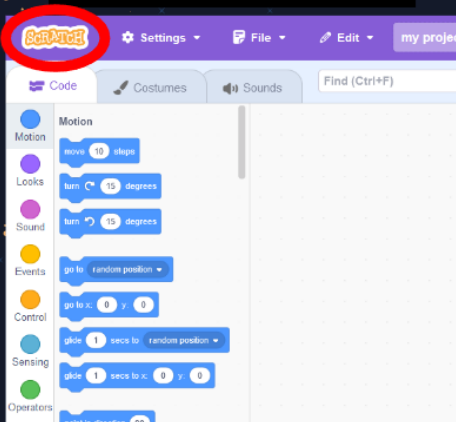 SCRATCH Settings File Edit my projec
Code Costumes Sounds Find (Ctrl+F)
Motion
Motion
move 10 steps
Looks
turn 15 degrees
Sound
turn 15 degrees
Events
go to random position
Control
go to x: 0 y: 0
Sensing
glide 1 secs to random position
glide 1 secs to x: 0 y: 0
Operators